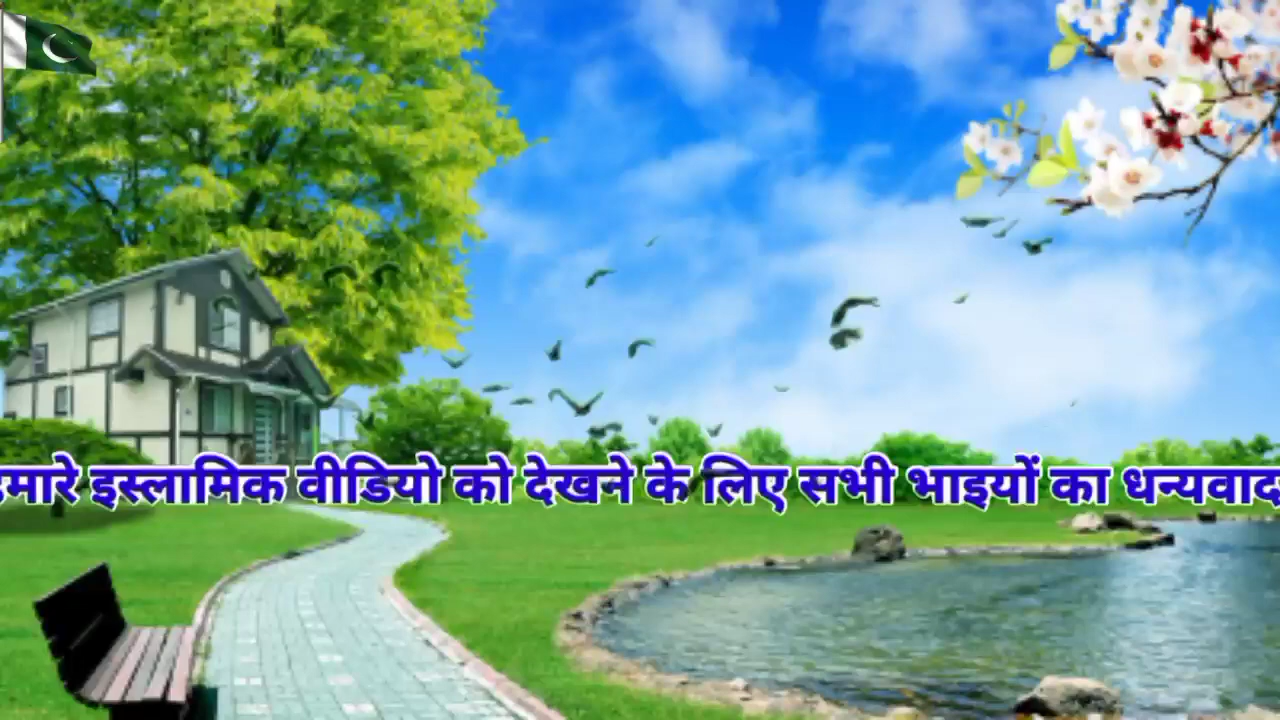 हमारे इस्लामिक वीडियो को देखने के लिए सभी भाइयों का धन्यवाद